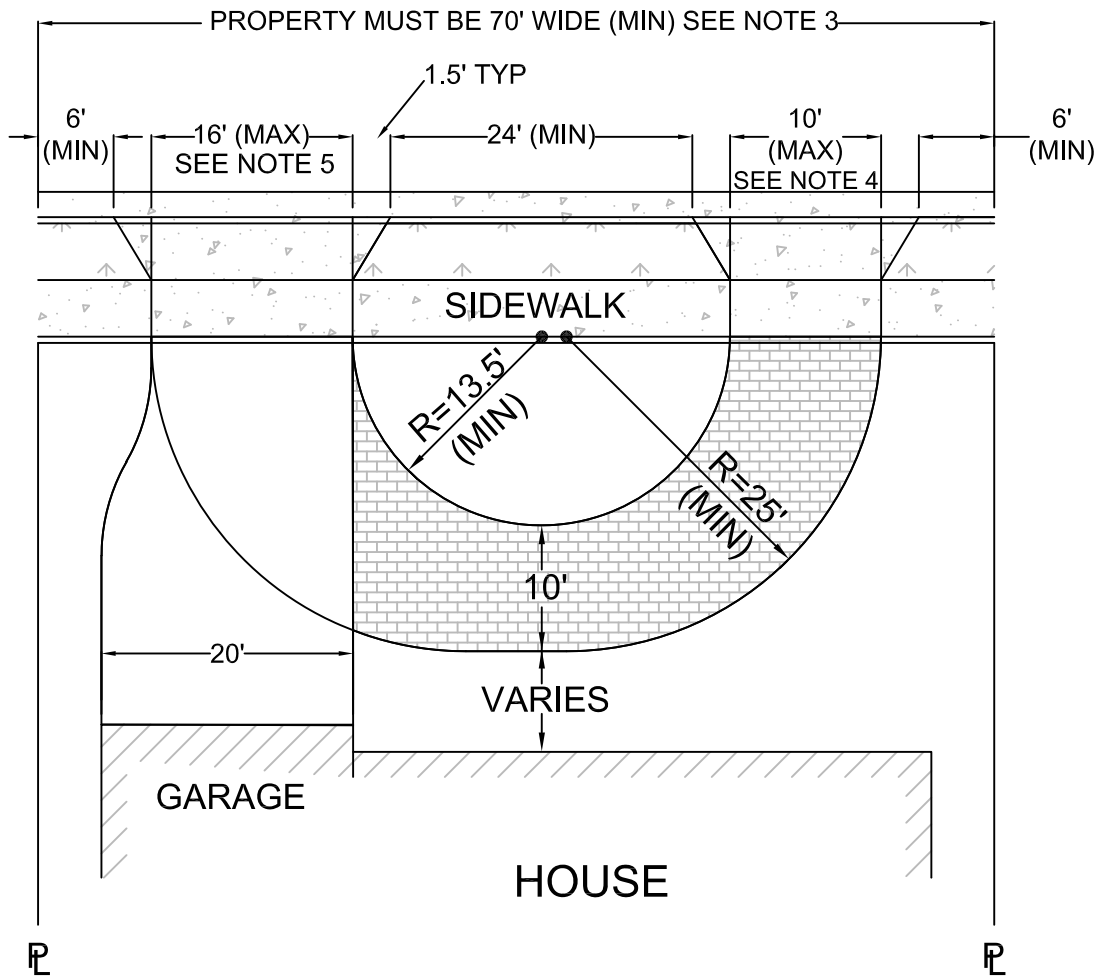 PROPERTY MUST BE 70' WIDE (MIN) SEE NOTE 3
1.5' TYP
6'
(MIN)
16' (MAX)
SEE NOTE 5
24' (MIN)
10'
(MAX)
SEE NOTE 4
6'
(MIN)
SIDEWALK
R=13.5'
(MIN)
R=25'
(MIN)
10'
20'
VARIES
GARAGE
HOUSE
PL
PL